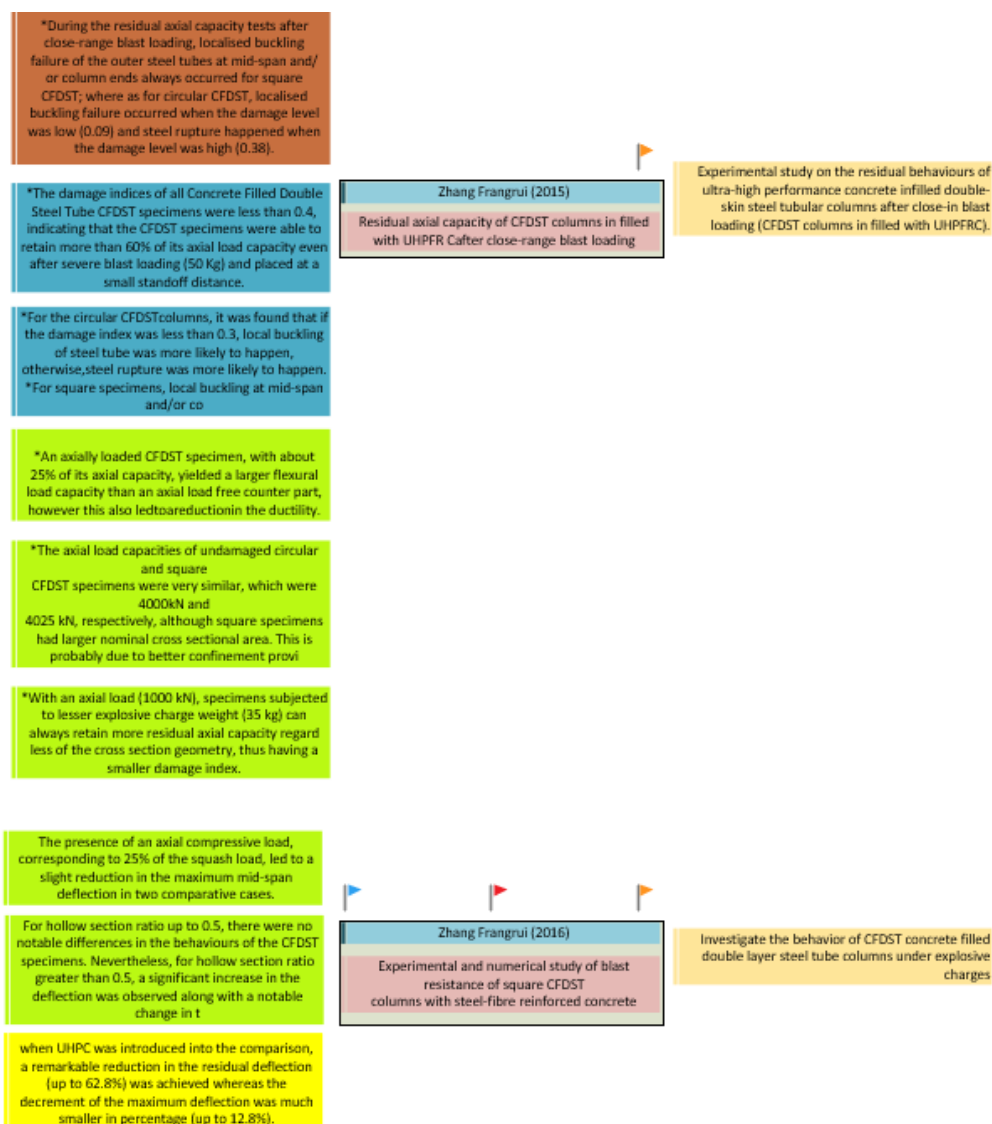 *During the residual axial capacity tests after
close-range blast loading, localised buckling
failure of the outer steel tubes at mid-span and/
or column ends always occurred for square
CFDST; where as for circular CFDST, localised
buckling failure occurred when the damage level
was low (0.09) and steel rupture happened when
the damage level was high (0.38).
*The damage indices of all Concrete Filled Double
Steel Tube CFDST specimens were less than 0.4,
indicating that the CFDST specimens were able to
retain more than 60% of its axial load capacity even
after severe blast loading (50 Kg) and placed at a
small standoff distance.
*For the circular CFDSTcolumns, it was found that if
the damage index was less than 0.3, local buckling
of steel tube was more likely to happen,
otherwise,steel rupture was more likely to happen.
*For square specimens, local buckling at mid-span
and/or co
*An axially loaded CFDST specimen, with about
25% of its axial capacity, yielded a larger flexural
load capacity than an axial load free counter part,
however this also ledtoareductionin the ductility.
*The axial load capacities of undamaged circular
and square
CFDST specimens were very similar, which were
4000kN and
4025 kN, respectively, although square specimens
had larger nominal cross sectional area. This is
probably due to better confinement provi
*With an axial load (1000 kN), specimens subjected
to lesser explosive charge weight (35 kg) can
always retain more residual axial capacity regard
less of the cross section geometry, thus having a
smaller damage index.
Zhang Frangrui (2015)
Residual axial capacity of CFDST columns in filled
with UHPFR Cafter close-range blast loading
Experimental study on the residual behaviours of
ultra-high performance concrete infilled double-
skin steel tubular columns after close-in blast
loading (CFDST columns in filled with UHPFRC).
The presence of an axial compressive load,
corresponding to 25% of the squash load, led to a
slight reduction in the maximum mid-span
deflection in two comparative cases.
For hollow section ratio up to 0.5, there were no
notable differences in the behaviours of the CFDST
specimens. Nevertheless, for hollow section ratio
greater than 0.5, a significant increase in the
deflection was observed along with a notable
change in t
when UHPC was introduced into the comparison,
a remarkable reduction in the residual deflection
(up to 62.8%) was achieved whereas the
decrement of the maximum deflection was much
smaller in percentage (up to 12.8%).
Zhang Frangrui (2016)
Experimental and numerical study of blast
resistance of square CFDST
columns with steel-fibre reinforced concrete
Investigate the behavior of CFDST concrete filled
double layer steel tube columns under explosive
charges